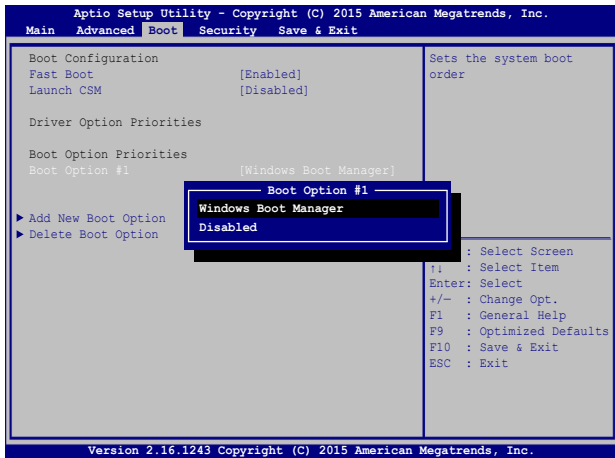 Aptio Setup Utility - Copyright (C) 2015 American Megatrends, Inc.
Main Advanced Boot Security Save & Exit
Boot Configuration
Fast Boot [Enabled]
Launch CSM [Disabled]
Driver Option Priorities
Boot Option Priorities
Boot Option #1 [Windows Boot Manager]
Boot Option #1
Windows Boot Manager
Disabled
▶ Add New Boot Option
▶ Delete Boot Option
Sets the system boot
order
: Select Screen
↑↓ : Select Item
Enter: Select
+/— : Change Opt.
F1 : General Help
F9 : Optimized Defaults
F10 : Save & Exit
ESC : Exit
Version 2.16.1243 Copyright (C) 2015 American Megatrends, Inc.